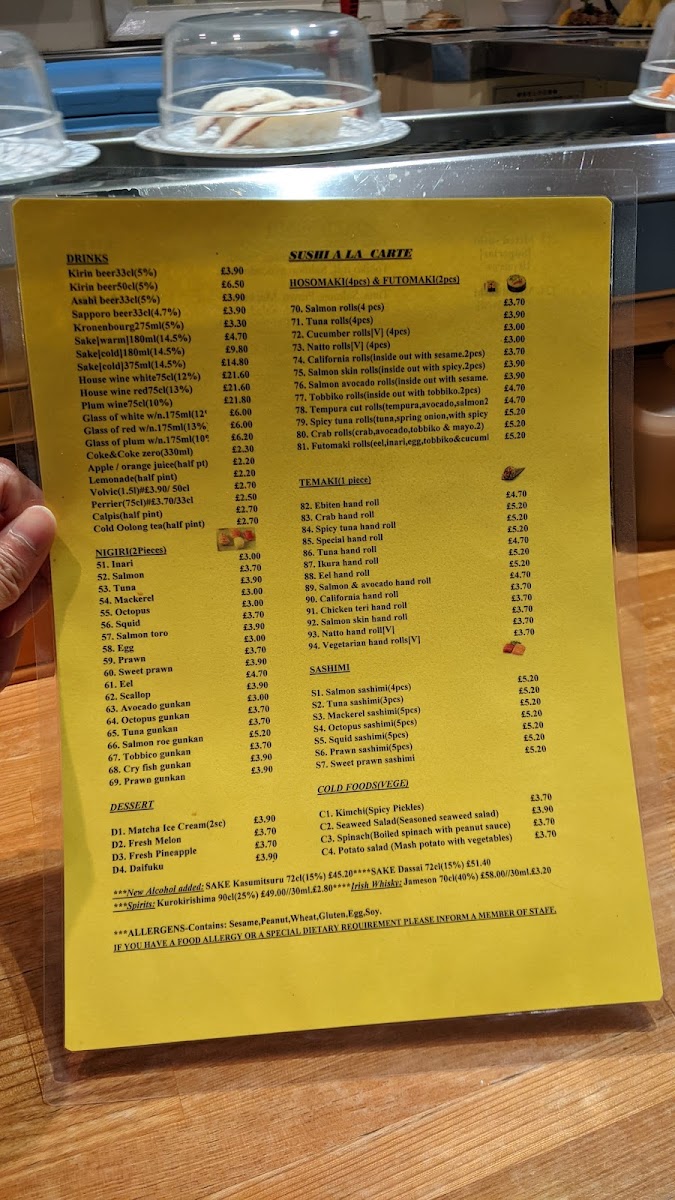 DRINKS
Kirin beer33cl(5%) £3.90
Kirin beer50cl(5%) £6.50
Asahi beer33cl(5%) £3.90
Sapporo beer33cl(4.7%) £3.90
Kronenbourg275ml(5%) £3.30
Sake[warm]180ml(14.5%) £4.70
Sake[cold]180ml(14.5%) £9.80
Sake[cold]375ml(14.5%) £14.80
House wine white75cl(12%) £21.60
House wine red75cl(13%) £21.60
Plum wine75cl(10%) £21.80
Glass of white w/n.175ml(12% £6.00
Glass of red w/n.175ml(13% £6.00
Glass of plum w/n.175ml(10% £6.20
Coke&Coke zero(330ml) £2.30
Apple / orange juice(half pt) £2.20
Lemonade(half pint) £2.20
Volvic(1.5l)#£3.90/ 50cl £2.70
Perrier(75cl)#£3.70/33cl £2.50
Calpis(half pint) £2.70
Cold Oolong tea(half pint) £2.70
NIGIRI(2Pieces)
51. Inari £3.00
52. Salmon £3.70
53. Tuna £3.90
54. Mackerel £3.00
55. Octopus £3.00
56. Squid £3.70
57. Salmon toro £3.90
58. Egg £3.00
59. Prawn £3.70
60. Sweet prawn £3.90
61. Eel £4.70
62. Scallop £3.90
63. Avocado gunkan £3.00
64. Octopus gunkan £3.70
65. Tuna gunkan £3.70
66. Salmon roe gunkan £5.20
67. Tobbico gunkan £3.70
68. Cry fish gunkan £3.90
69. Prawn gunkan £3.90
DESSERT
D1. Matcha Ice Cream(2sc) £3.90
D2. Fresh Melon £3.70
D3. Fresh Pineapple £3.70
D4. Daifuku £3.90
SUSHI A LA CARTE
HOSOMAKI(4pcs) & FUTOMAKI(2pcs)
70. Salmon rolls(4 pcs) £3.70
71. Tuna rolls(4pcs) £3.90
72. Cucumber rolls[V] (4pcs) £3.00
73. Natto rolls[V] (4pcs) £3.00
74. California rolls(inside out with sesame.2pcs) £3.70
75. Salmon skin rolls(inside out with spicy.2pcs) £3.90
76. Salmon avocado rolls(inside out with sesame. £3.90
77. Tobbiko rolls(inside out with tobbiko.2pcs) £4.70
78. Tempura cut rolls(tempura,avocado,salmon2 £4.70
79. Spicy tuna rolls(tuna,spring onion,with spicy £5.20
80. Crab rolls(crab,avocado,tobbiko & mayo.2) £5.20
81. Futomaki rolls(eel,inari,egg,tobbiko&cucuml £5.20
TEMAKI(1 piece)
82. Ebiten hand roll £4.70
83. Crab hand roll £5.20
84. Spicy tuna hand roll £5.20
85. Special hand roll £5.20
86. Tuna hand roll £4.70
87. Ikura hand roll £5.20
88. Eel hand roll £5.20
89. Salmon & avocado hand roll £4.70
90. California hand roll £3.70
91. Chicken teri hand roll £3.70
92. Salmon skin hand roll £3.70
93. Natto hand roll[V] £3.70
94. Vegetarian hand rolls[V] £3.70
SASHIMI
S1. Salmon sashimi(4pcs) £5.20
S2. Tuna sashimi(3pcs) £5.20
S3. Mackerel sashimi(5pcs) £5.20
S4. Octopus sashimi(5pcs) £5.20
S5. Squid sashimi(5pcs) £5.20
S6. Prawn sashimi(5pcs) £5.20
S7. Sweet prawn sashimi £5.20
COLD FOODS(VEGE)
C1. Kimchi(Spicy Pickles) £3.70
C2. Seaweed Salad(Seasoned seaweed salad) £3.90
C3. Spinach(Boiled spinach with peanut sauce) £3.70
C4. Potato salad (Mash potato with vegetables) £3.70
***New Alcohol added: SAKE Kasumitsuru 72cl(15%) £45.20****SAKE Dassai 72cl(15%) £51.40
***Spirits: Kurokirishima 90cl(25%) £49.00//30ml.£2.80****Irish Whisky: Jameson 70cl(40%) £58.00//30ml.£3.20
***ALLERGENS-Contains: Sesame,Peanut,Wheat,Gluten,Egg,Soy.
IF YOU HAVE A FOOD ALLERGY OR A SPECIAL DIETARY REQUIREMENT PLEASE INFORM A MEMBER OF STAFF.